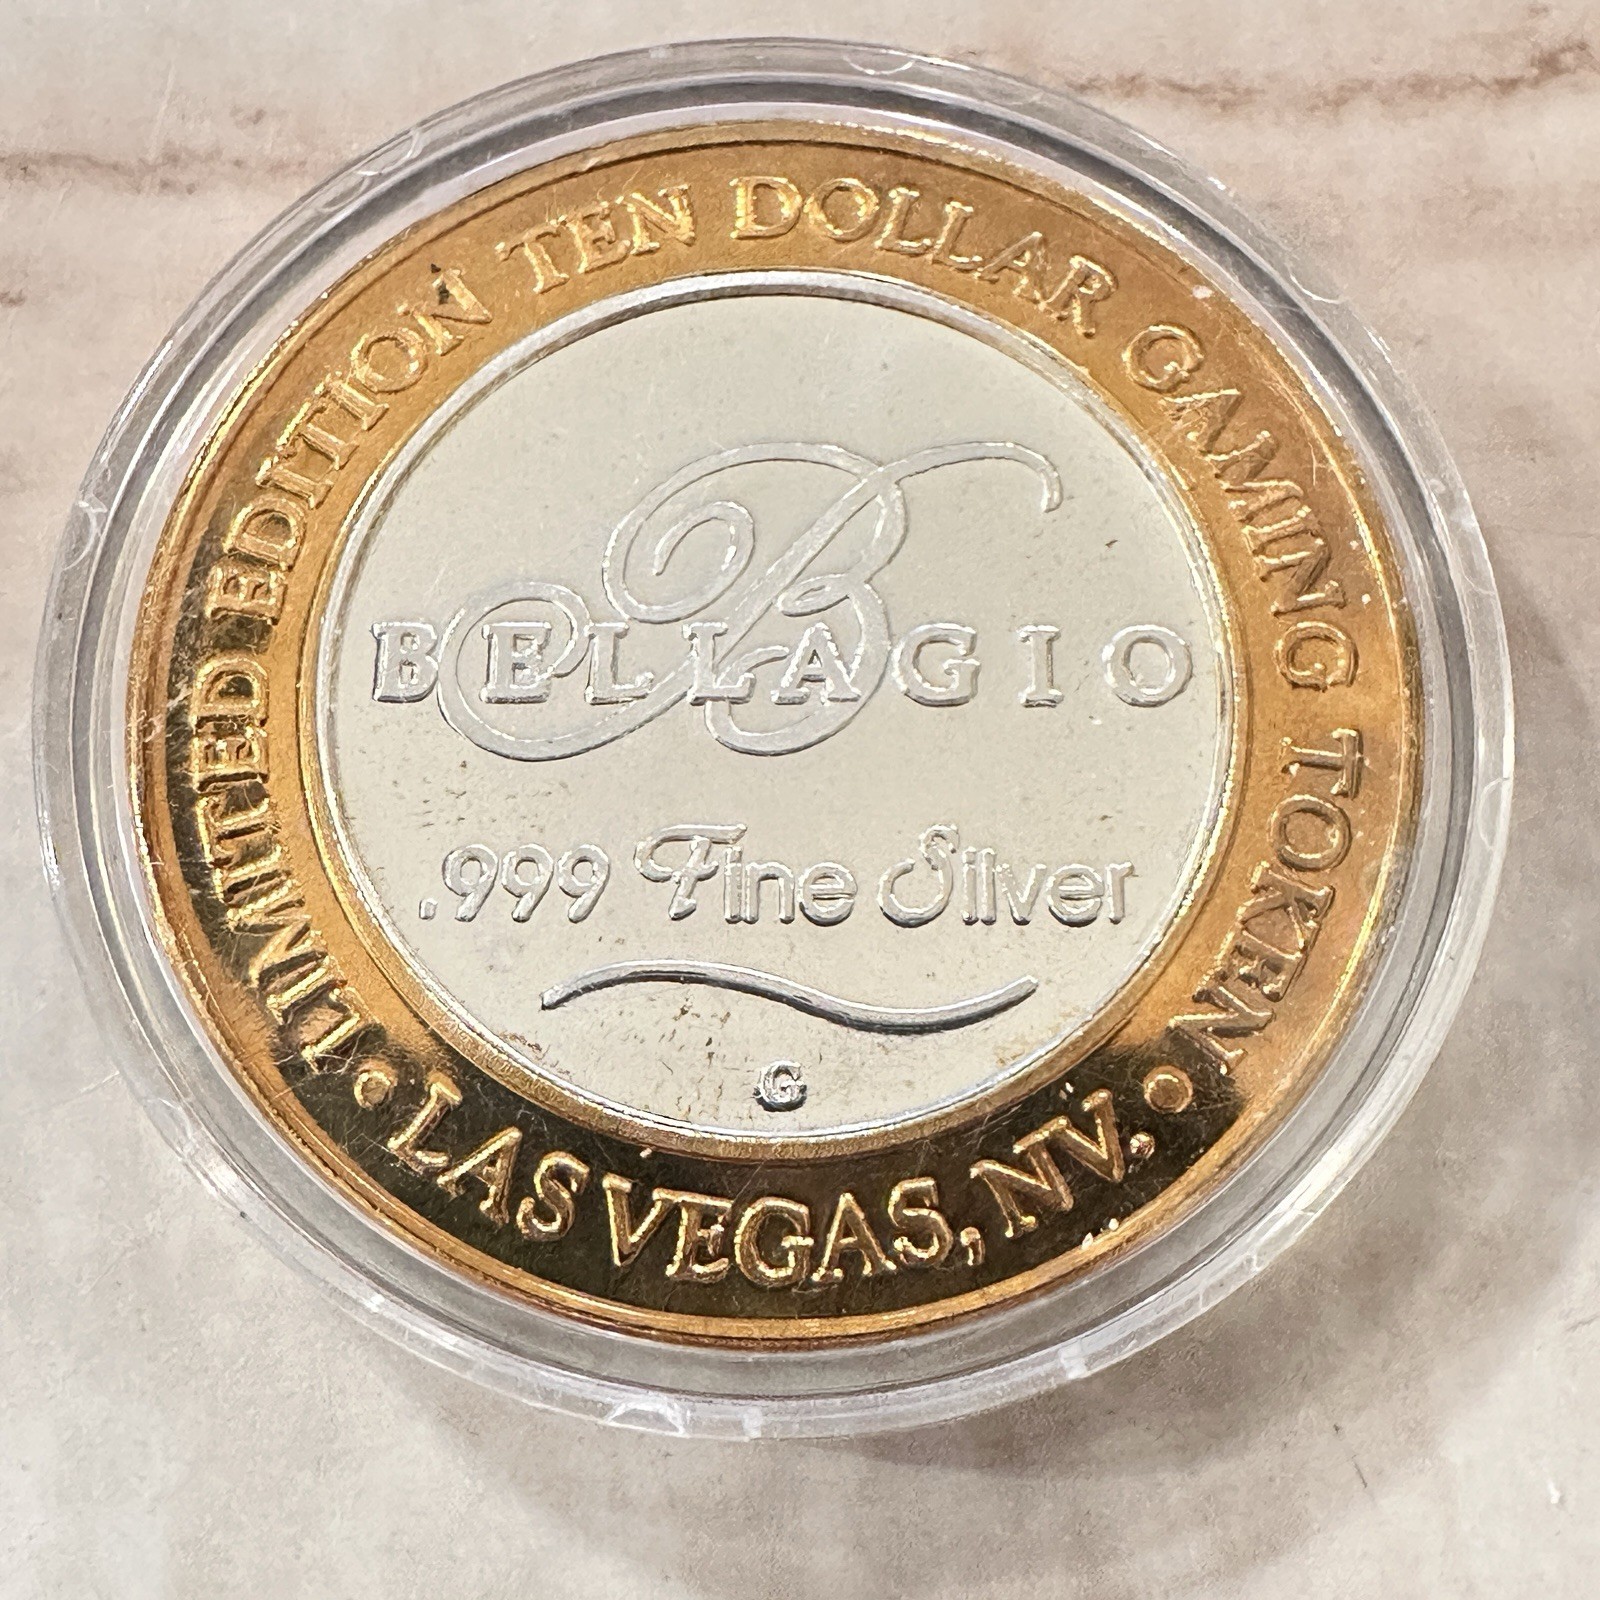 LIMITED EDITION TEN DOLLAR GAMING TOKEN
B
BELLAGIO
.999 Fine Silver
G
• LAS VEGAS, NV. •